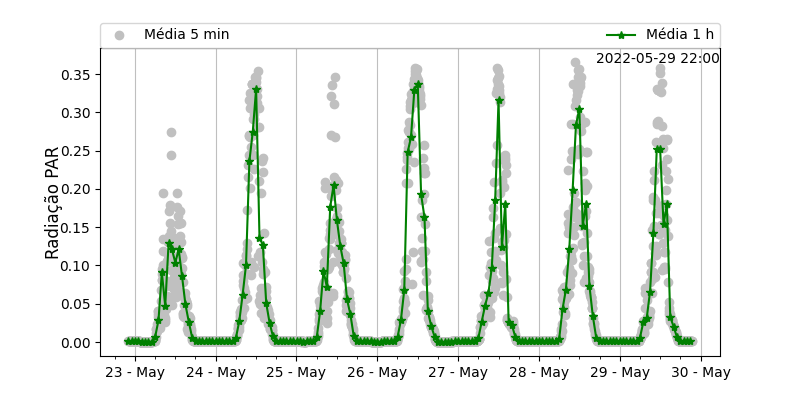 Média 5 min
Média 1 h
2022-05-29 22:00
Radiação PAR
0.35
0.30
0.25
0.20
0.15
0.10
0.05
0.00
23 - May
24 - May
25 - May
26 - May
27 - May
28 - May
29 - May
30 - May